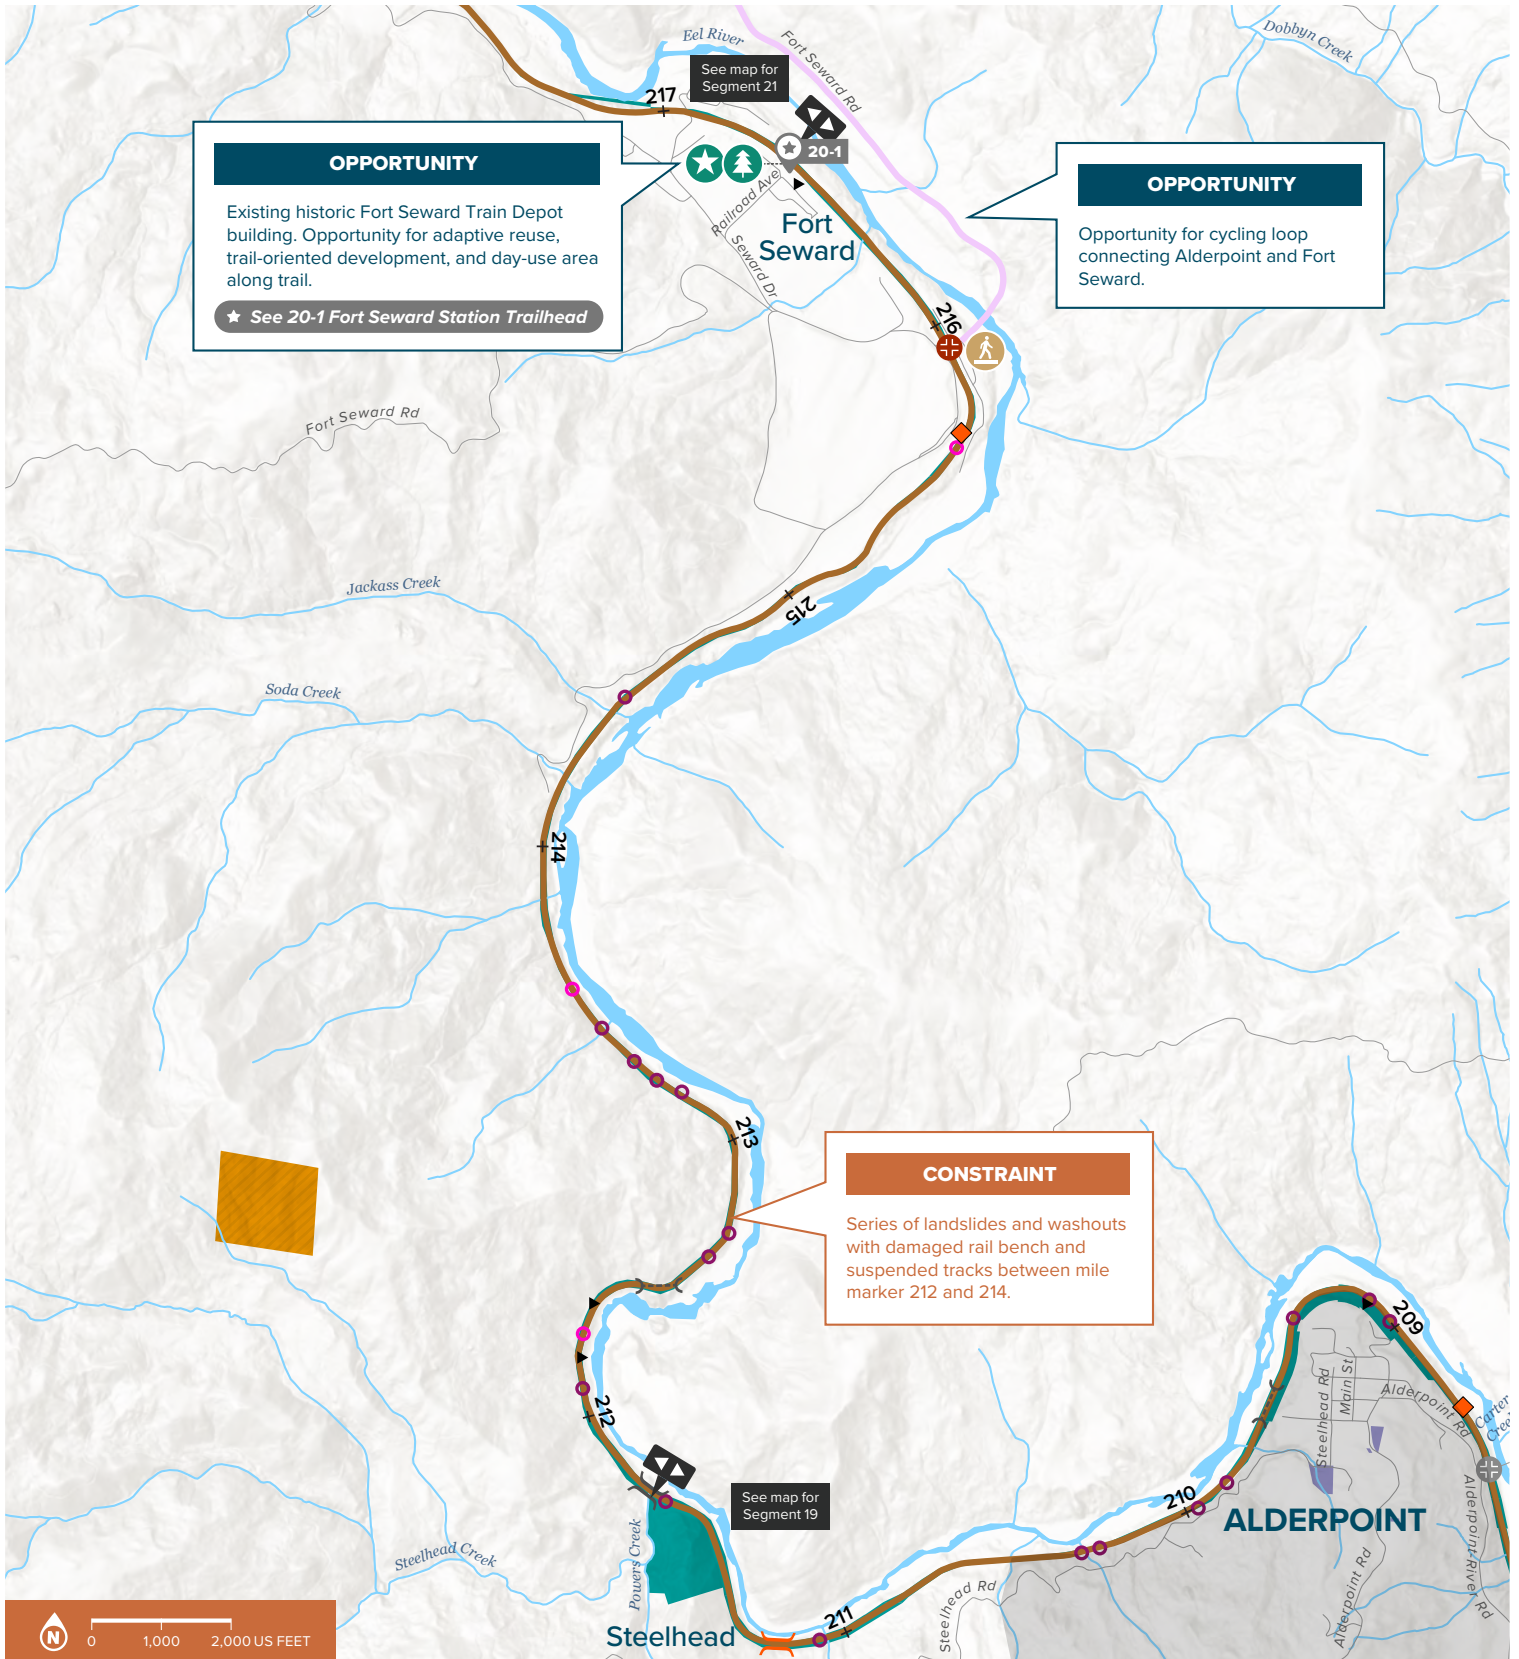 Eel River
Fort Seward Rd
Dobbyn Creek
See map for
Segment 21
217
20-1
OPPORTUNITY
Existing historic Fort Seward Train Depot
building. Opportunity for adaptive reuse,
trail-oriented development, and day-use area
along trail.
See 20-1 Fort Seward Station Trailhead
Railroad Ave
Seward Dr
Fort
Seward
OPPORTUNITY
Opportunity for cycling loop
connecting Alderpoint and Fort
Seward.
216
Fort Seward Rd
Jackass Creek
215
Soda Creek
214
213
CONSTRAINT
Series of landslides and washouts
with damaged rail bench and
suspended tracks between mile
marker 212 and 214.
209
Steelhead Rd
Main St
Alderpoint Rd
Carter
Creek
212
See map for
Segment 19
210
ALDERPOINT
Alderpoint-River Rd
Alderpoint Rd
Powers Creek
Steelhead Creek
Steelhead Rd
211
Steelhead
N
0 1,000 2,000 US FEET